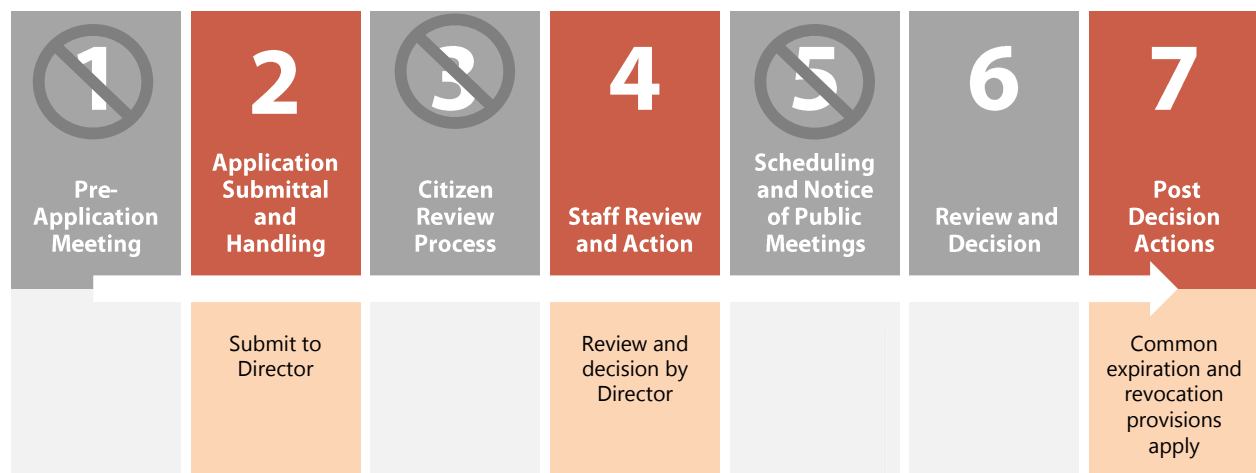 1
Pre-
Application
Meeting
2
Application
Submittal
and
Handling
Submit to
Director
3
Citizen
Review
Process
4
Staff Review
and Action
Review and
decision by
Director
5
Scheduling
and Notice
of Public
Meetings
6
Review and
Decision
7
Post
Decision
Actions
Common
expiration and
revocation
provisions
apply